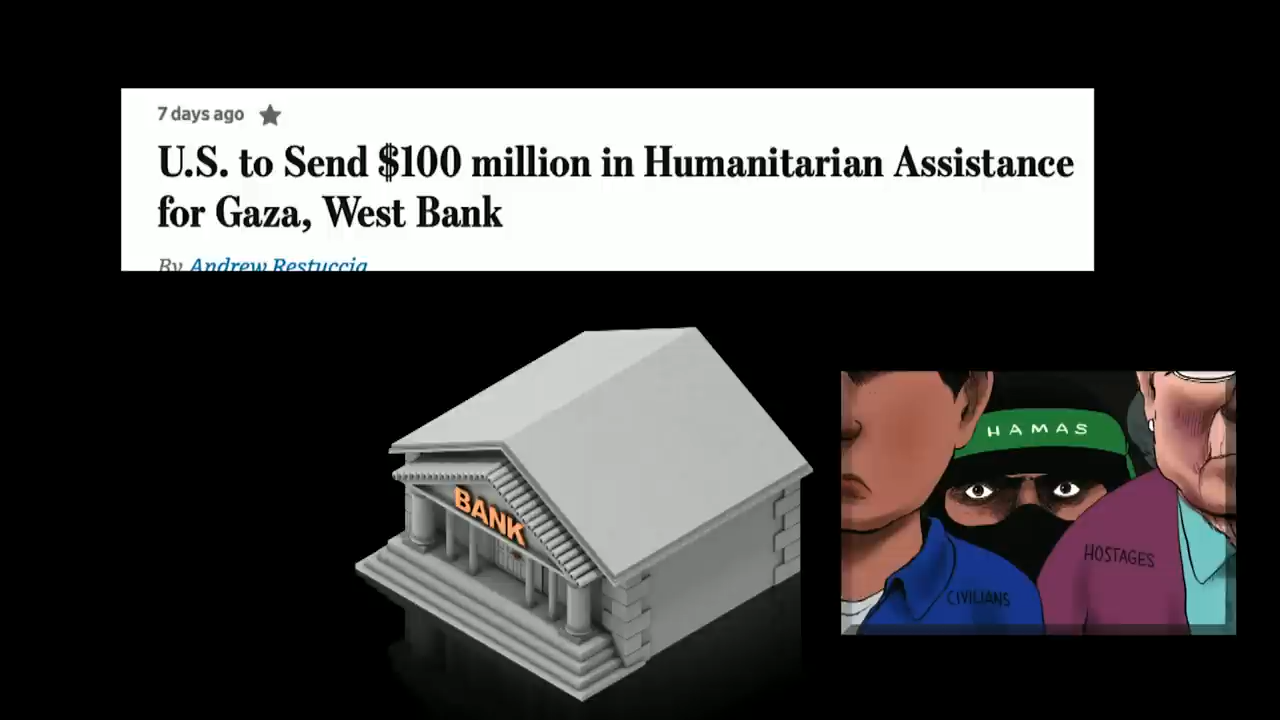 7 days ago
U.S. to Send $100 million in Humanitarian Assistance
for Gaza, West Bank
By Andrew Restuccia
BANK
HAMAS
CIVILIANS
HOSTAGES